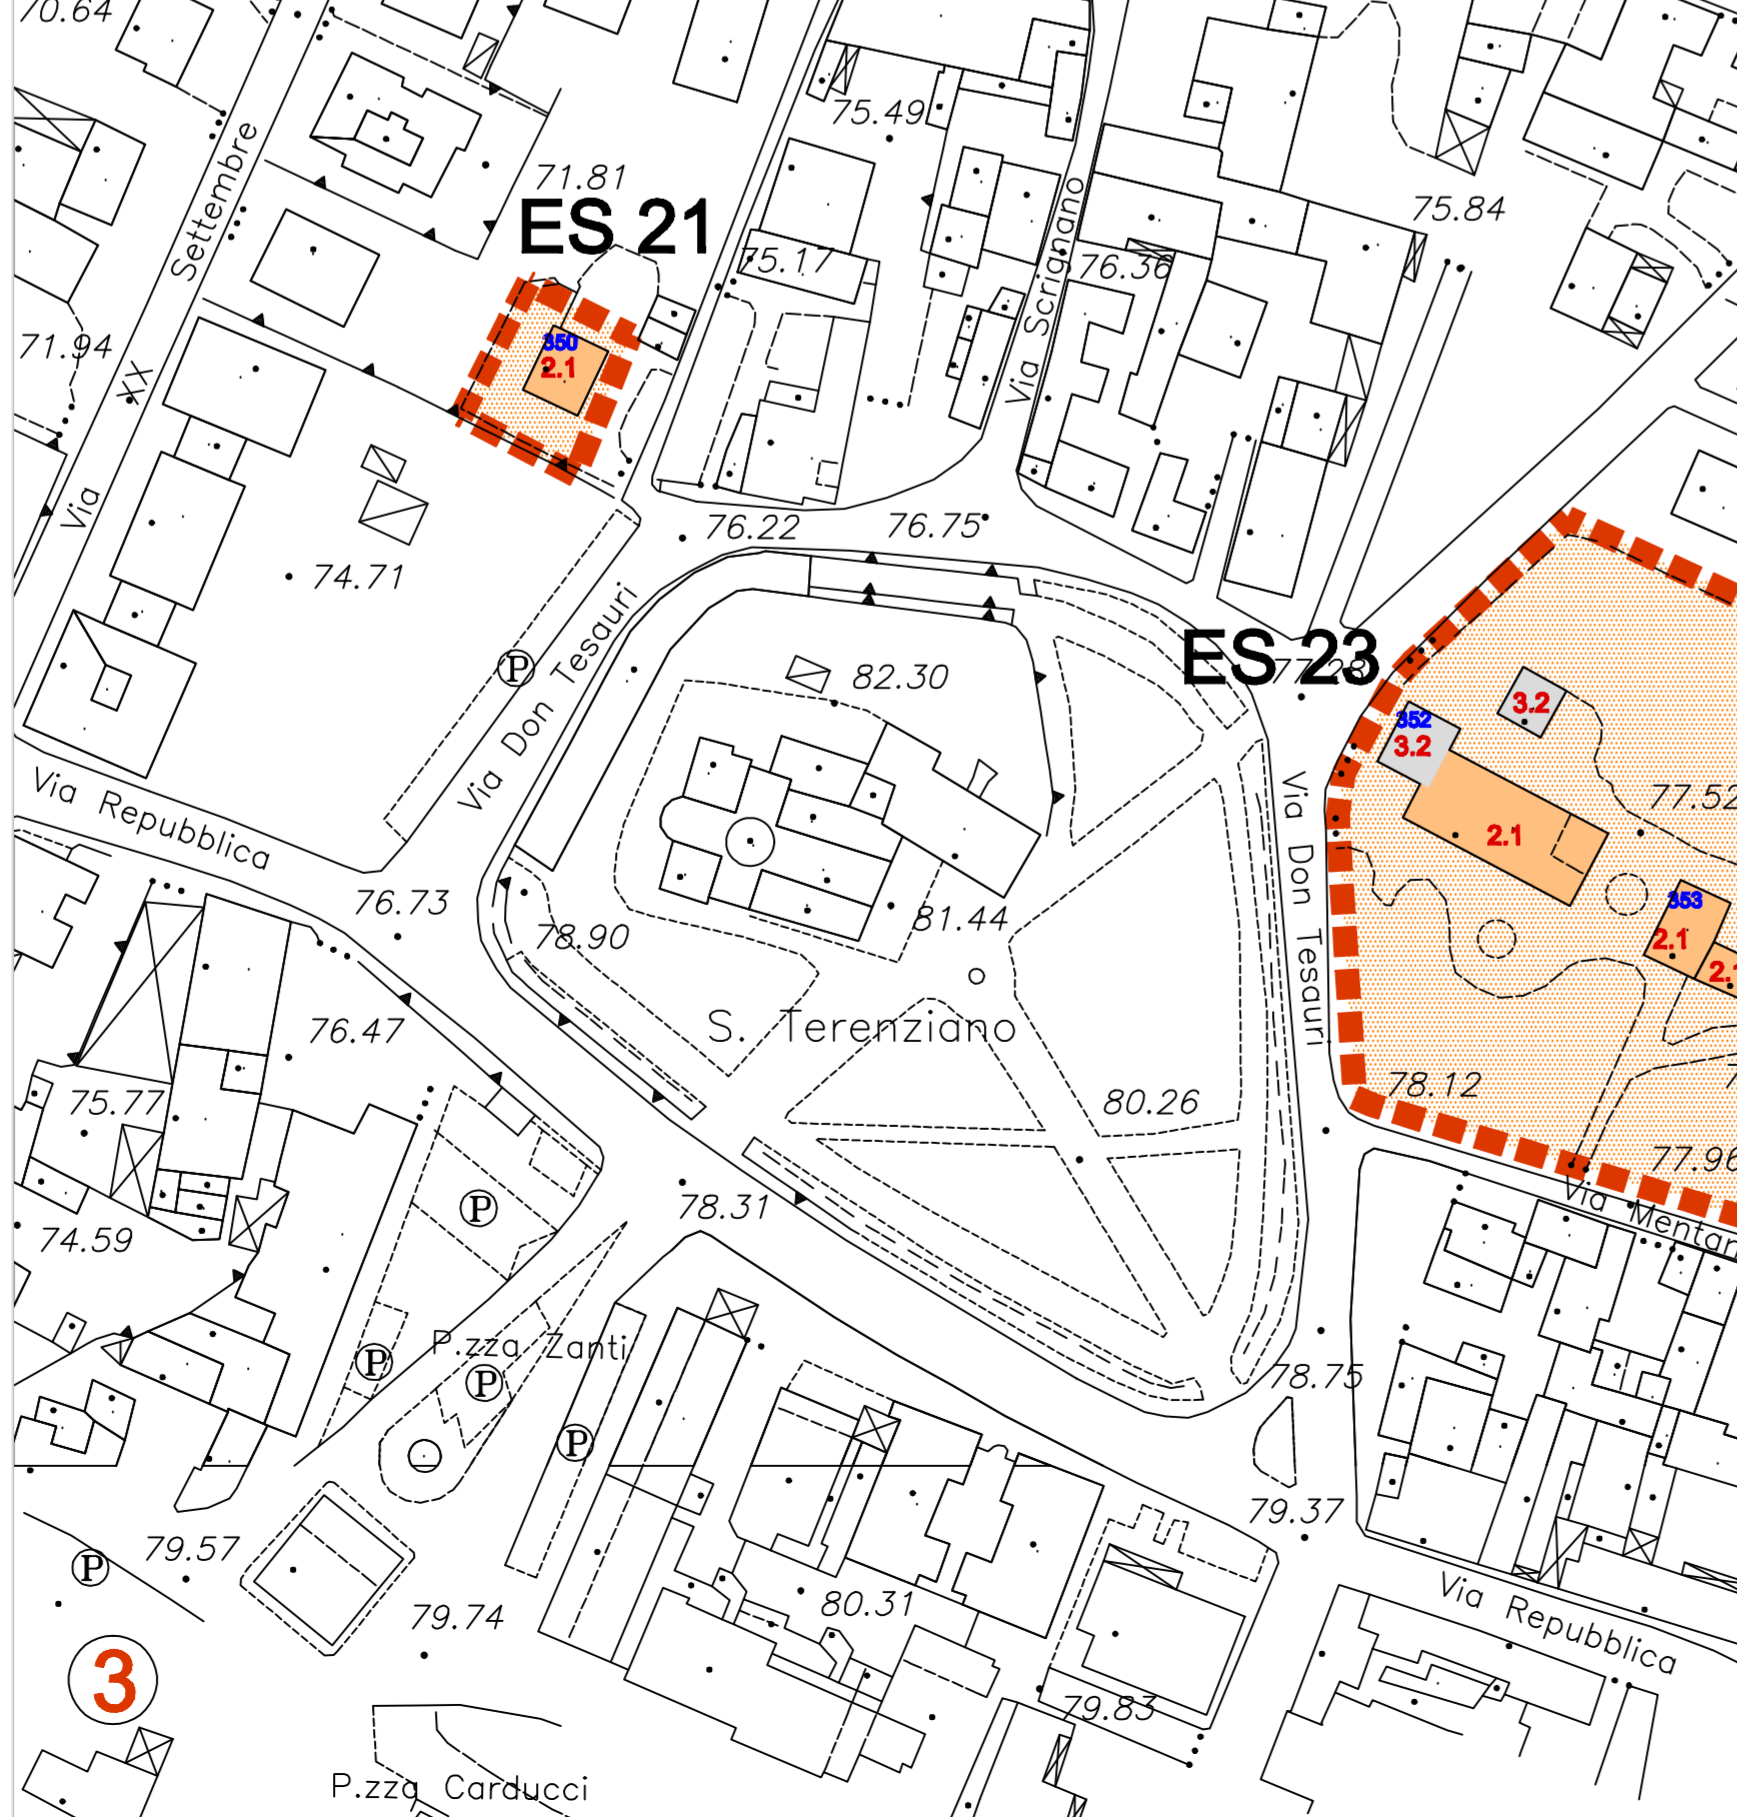 70.64
75.49
71.81
ES 21
75.84
Settembre
75.17
Via Scrignano
76.36
71.94
350
2.1
XX
Via
76.22
76.75
74.71
P
Via Don Tesauri
ES 23
77.28
82.30
3.2
352
3.2
77.52
Via Repubblica
Via Don Tesauri
2.1
76.73
353
78.90
81.44
2.1
2.1
76.47
S. Terenziano
75.77
80.26
78.12
77.96
Via Mentan
P
78.31
74.59
P.zza Zanti
P
P
78.75
P
79.37
79.57
P
79.74
80.31
Via Repubblica
3
79.83
P.zza Carducci